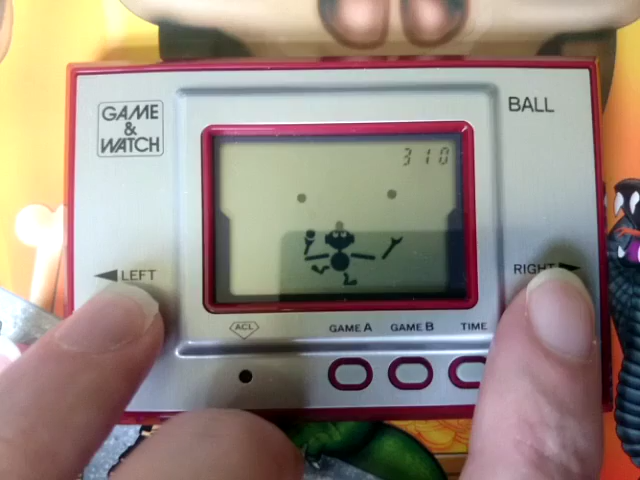 GAME
&
WATCH
BALL
310
◄LEFT
RIGHT►
ACL
GAME A
GAME B
TIME